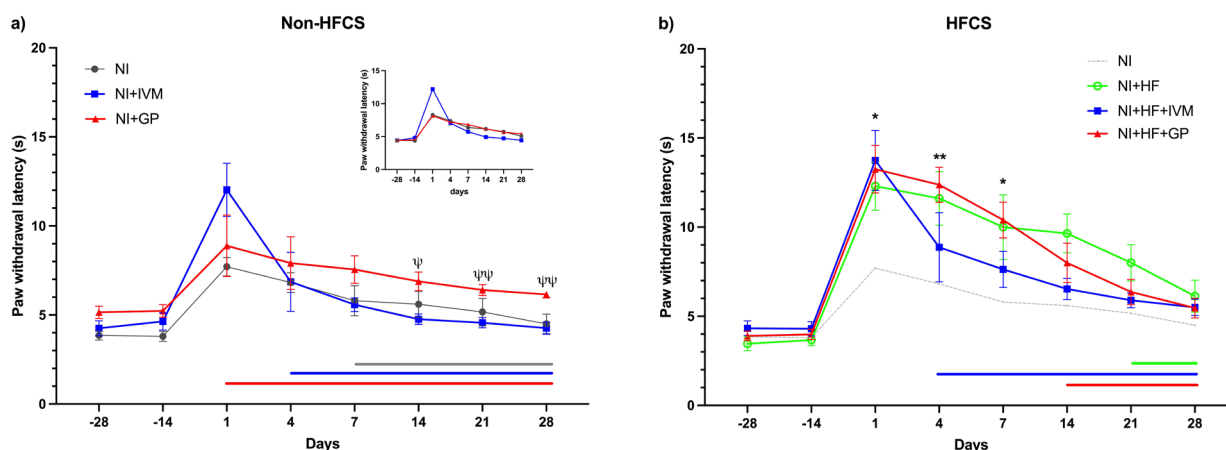 a)
Non-HFCS
Paw withdrawal latency (s)
20
15
10
5
0
NI
NI+IVM
NI+GP
Paw withdrawal latency (s)
15
10
5
0
-28 -14 1 4 7 14 21 28
days
ψ
ψψ
ψψ
-28 -14 1 4 7 14 21 28
Days
b)
HFCS
Paw withdrawal latency (s)
20
15
10
5
0
NI
NI+HF
NI+HF+IVM
NI+HF+GP
*
**
*
-28 -14 1 4 7 14 21 28
Days